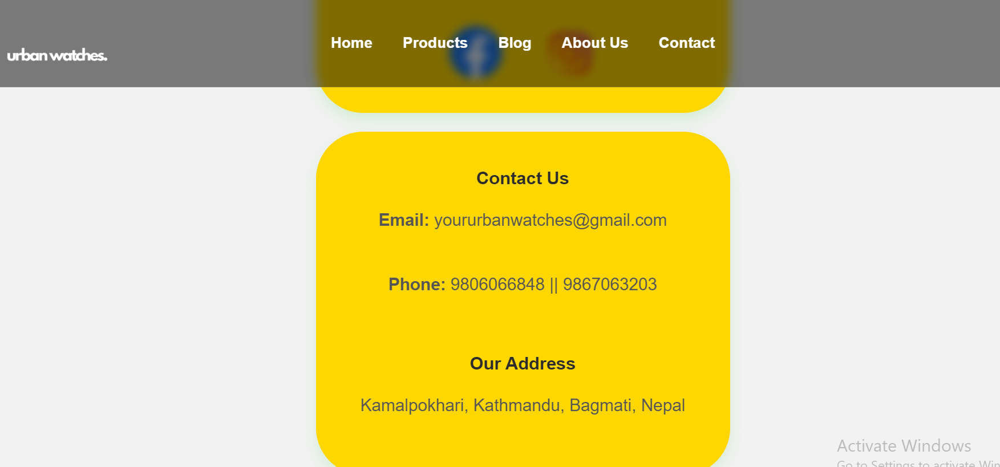 urban watches.
Home Products Blog About Us Contact
Contact Us
Email: yoururbanwatches@gmail.com
Phone: 9806066848 || 9867063203
Our Address
Kamalpokhari, Kathmandu, Bagmati, Nepal
Activate Windows
Go to Settings to activate Win